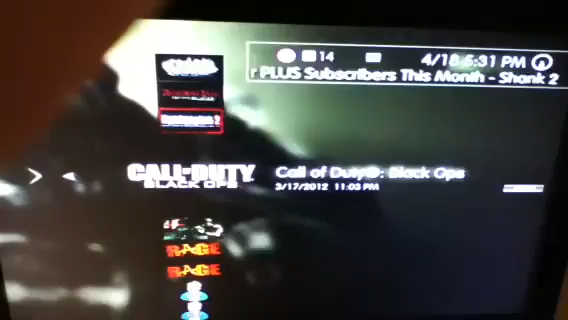 14
4/18 5:31 PM
r PLUS Subscribers This Month - Shank 2
CALL OF DUTY
BLACK OPS
Call of Duty®: Black Ops
3/17/2012 11:03 PM
RAGE
RAGE